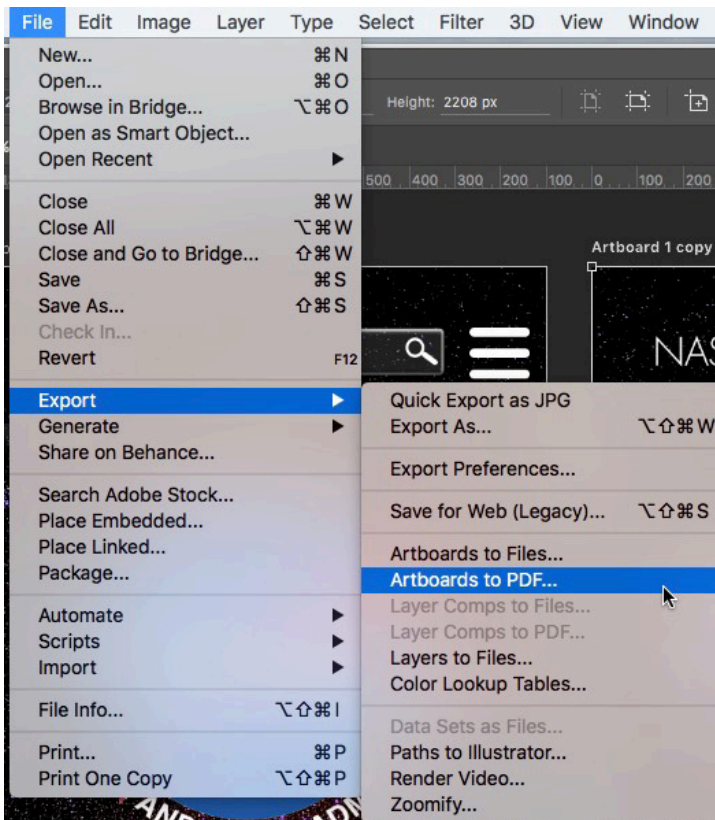 File Edit Image Layer Type Select Filter 3D View Window
New... ⌘N
Open... ⌘O
Browse in Bridge... ⌥⌘O
Open as Smart Object...
Open Recent ▶
Close ⌘W
Close All ⌥⌘W
Close and Go to Bridge... ⇧⌘W
Save ⌘S
Save As... ⇧⌘S
Check In...
Revert F12
Export ▶
Generate ▶
Share on Behance...
Search Adobe Stock...
Place Embedded...
Place Linked...
Package...
Automate ▶
Scripts ▶
Import ▶
File Info... ⌥⇧⌘I
Print... ⌘P
Print One Copy ⌥⇧⌘P
Height: 2208 px
500 400 300 200 100 0 100 200
Artboard 1 copy
NAS
Quick Export as JPG
Export As... ⌥⇧⌘W
Export Preferences...
Save for Web (Legacy)... ⌥⇧⌘S
Artboards to Files...
Artboards to PDF...
Layer Comps to Files...
Layer Comps to PDF...
Layers to Files...
Color Lookup Tables...
Data Sets as Files...
Paths to Illustrator...
Render Video...
Zoomify...